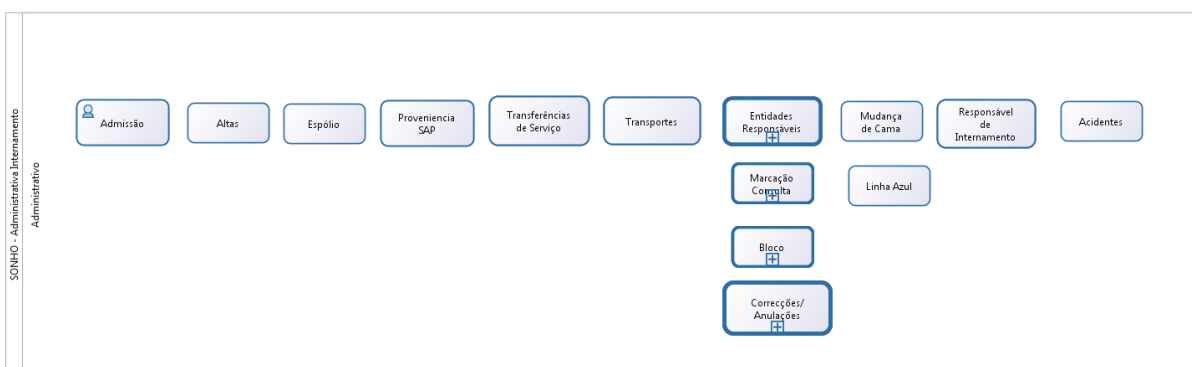 SONHO - Administrativa Internamento
Administrativo
Admissão
Altas
Espólio
Proveniencia
SAP
Transferências
de Serviço
Transportes
Entidades
Responsáveis
Mudança
de Cama
Responsável
de
Internamento
Acidentes
Marcação
Consulta
Linha Azul
Bloco
Correcções/
Anulações